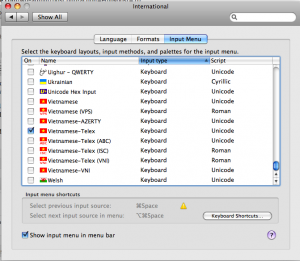 International
Show All
Language Formats Input Menu
Select the keyboard layouts, input methods, and palettes for the input menu.
On Name Input type Script
Uighur - QWERTY Keyboard Unicode
Ukrainian Keyboard Cyrillic
Unicode Hex Input Keyboard Unicode
Vietnamese Keyboard Unicode
Vietnamese (VPS) Keyboard Roman
Vietnamese-AZERTY Keyboard Unicode
Vietnamese-Telex Keyboard Unicode
Vietnamese-Telex (ABC) Keyboard Unicode
Vietnamese-Telex (ISC) Keyboard Roman
Vietnamese-Telex (VNI) Keyboard Roman
Vietnamese-VNI Keyboard Unicode
Welsh Keyboard Unicode
Input menu shortcuts
Select previous input source: ⌘Space
Select next input source in menu: ⌥⌘Space Keyboard Shortcuts...
Show input menu in menu bar ?